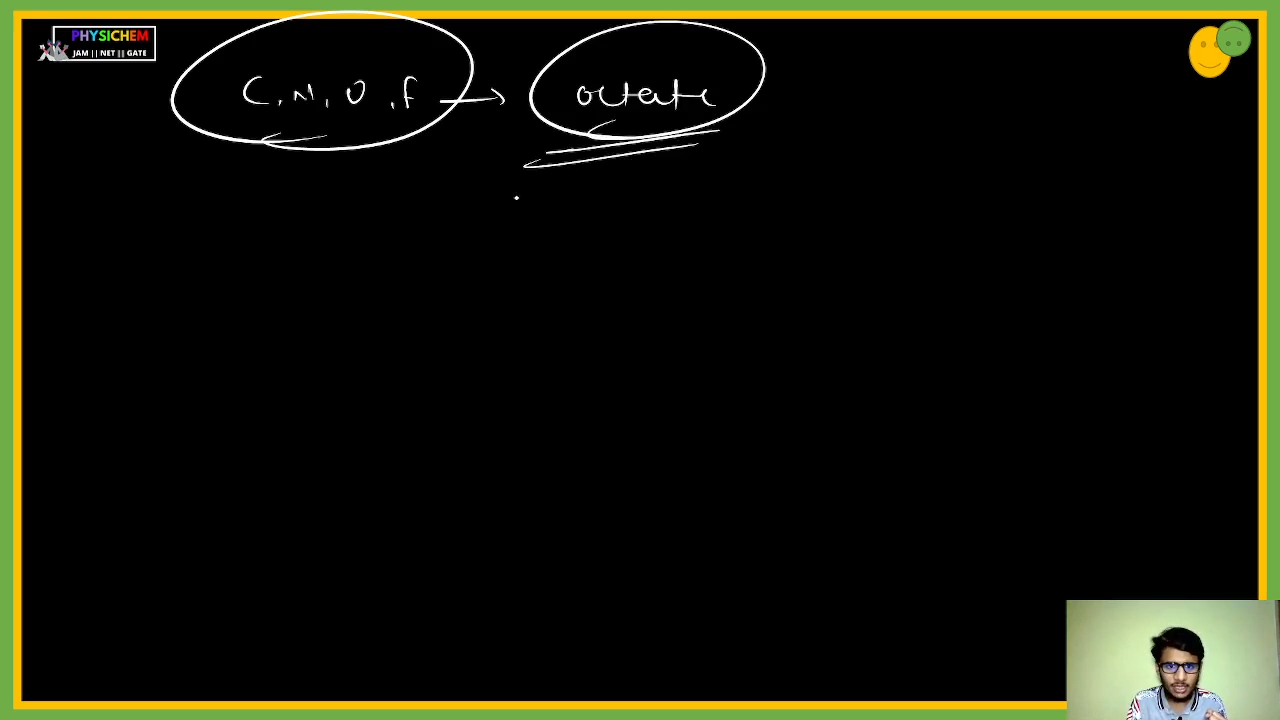 PHYSICHEM
JAM || NET || GATE
C, N, O, F → octate